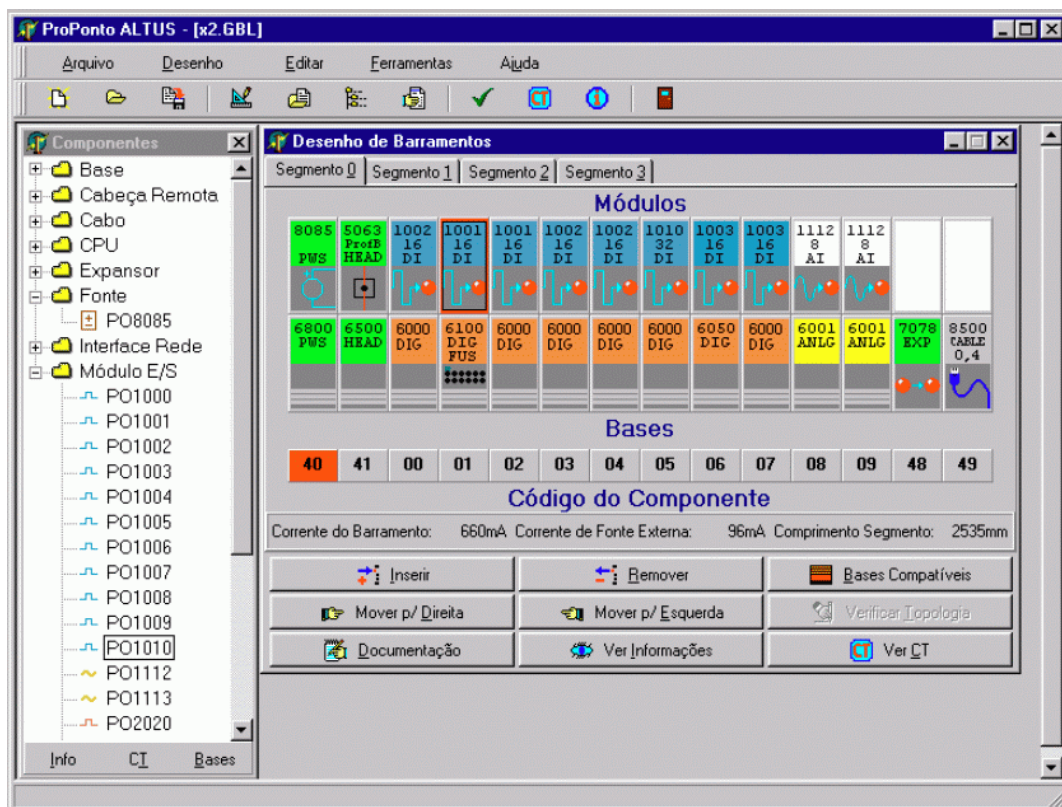 ProPonto ALTUS - [x2.GBL]
Arquivo Desenho Editar Ferramentas Ajuda
CT
Componentes
Base
Cabeça Remota
Cabo
CPU
Expansor
Fonte
PO8085
Interface Rede
Módulo E/S
PO1000
PO1001
PO1002
PO1003
PO1004
PO1005
PO1006
PO1007
PO1008
PO1009
PO1010
PO1112
PO1113
PO2020
Info CT Bases
Desenho de Barramentos
Segmento 0 Segmento 1 Segmento 2 Segmento 3
Módulos
8085 5063 1002 1001 1001 1002 1002 1010 1003 1003 1112 1112
ProfB 16 16 16 16 16 32 16 16 8 8
PWS HEAD DI DI DI DI DI DI DI DI AI AI
6800 6500 6000 6100 6000 6000 6000 6000 6050 6000 6001 6001 7078 8500
PWS HEAD DIG DIG DIG DIG DIG DIG DIG DIG ANLG ANLG EXP CABLE
FUS 0,4
Bases
40 41 00 01 02 03 04 05 06 07 08 09 48 49
Código do Componente
Corrente do Barramento: 660mA Corrente de Fonte Externa: 96mA Comprimento Segmento: 2535mm
Inserir Remover Bases Compatíveis
Mover p/ Direita Mover p/ Esquerda Verificar Topologia
Documentação Ver Informações CT Ver CT